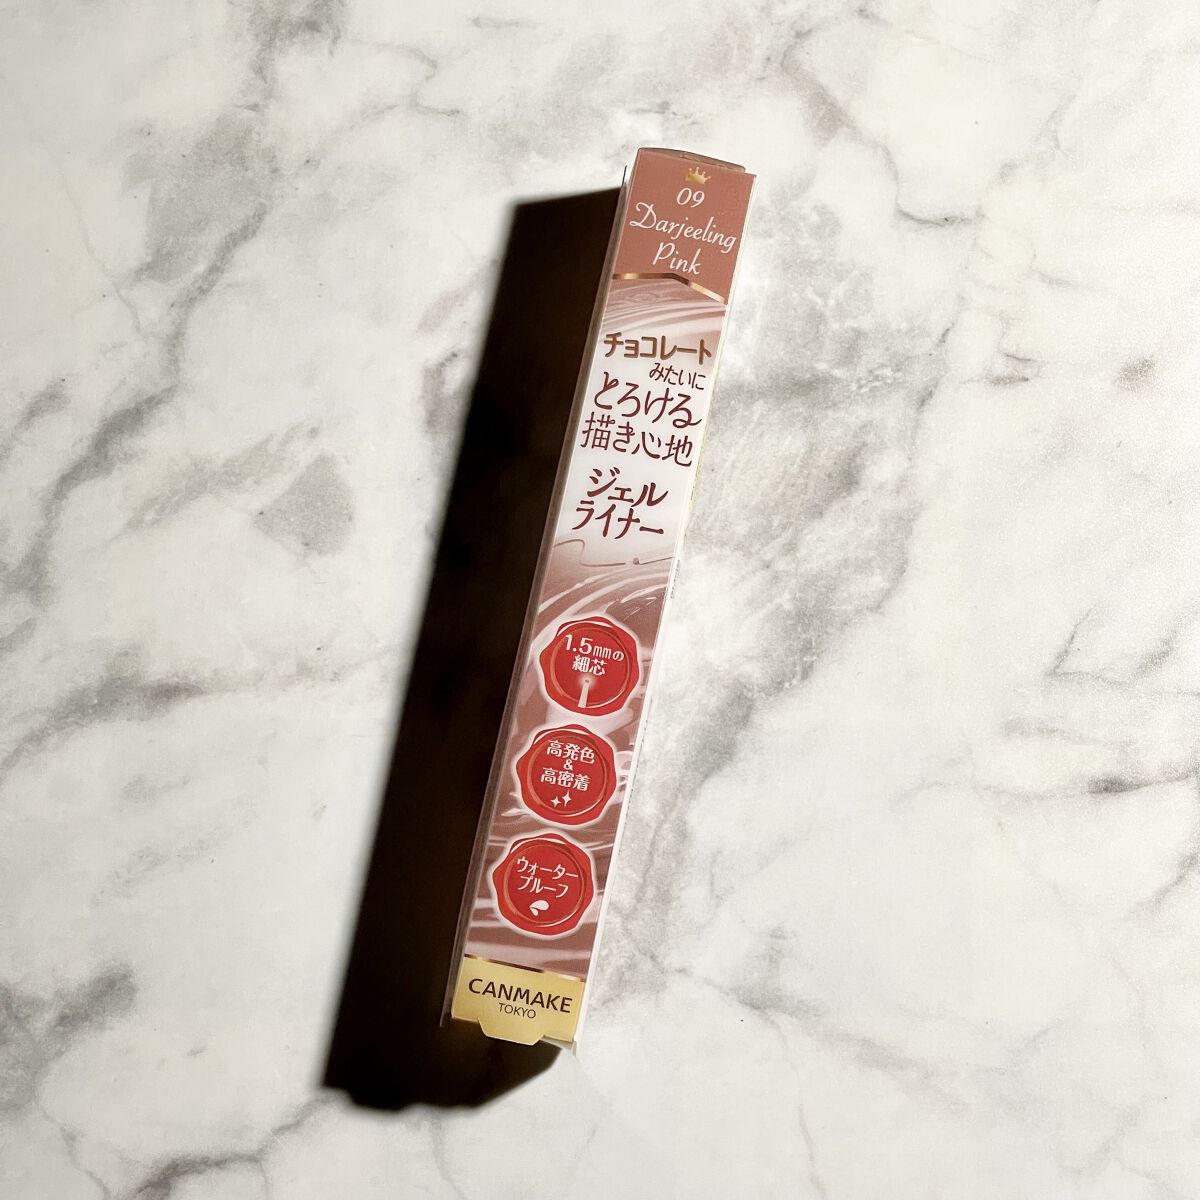 09
Darjeeling
Pink
チョコレート
みたいに
とろける
描き心地
ジェル
ライナー
1.5mmの
細芯
高発色
&
高密着
ウォーター
プルーフ
CANMAKE
TOKYO